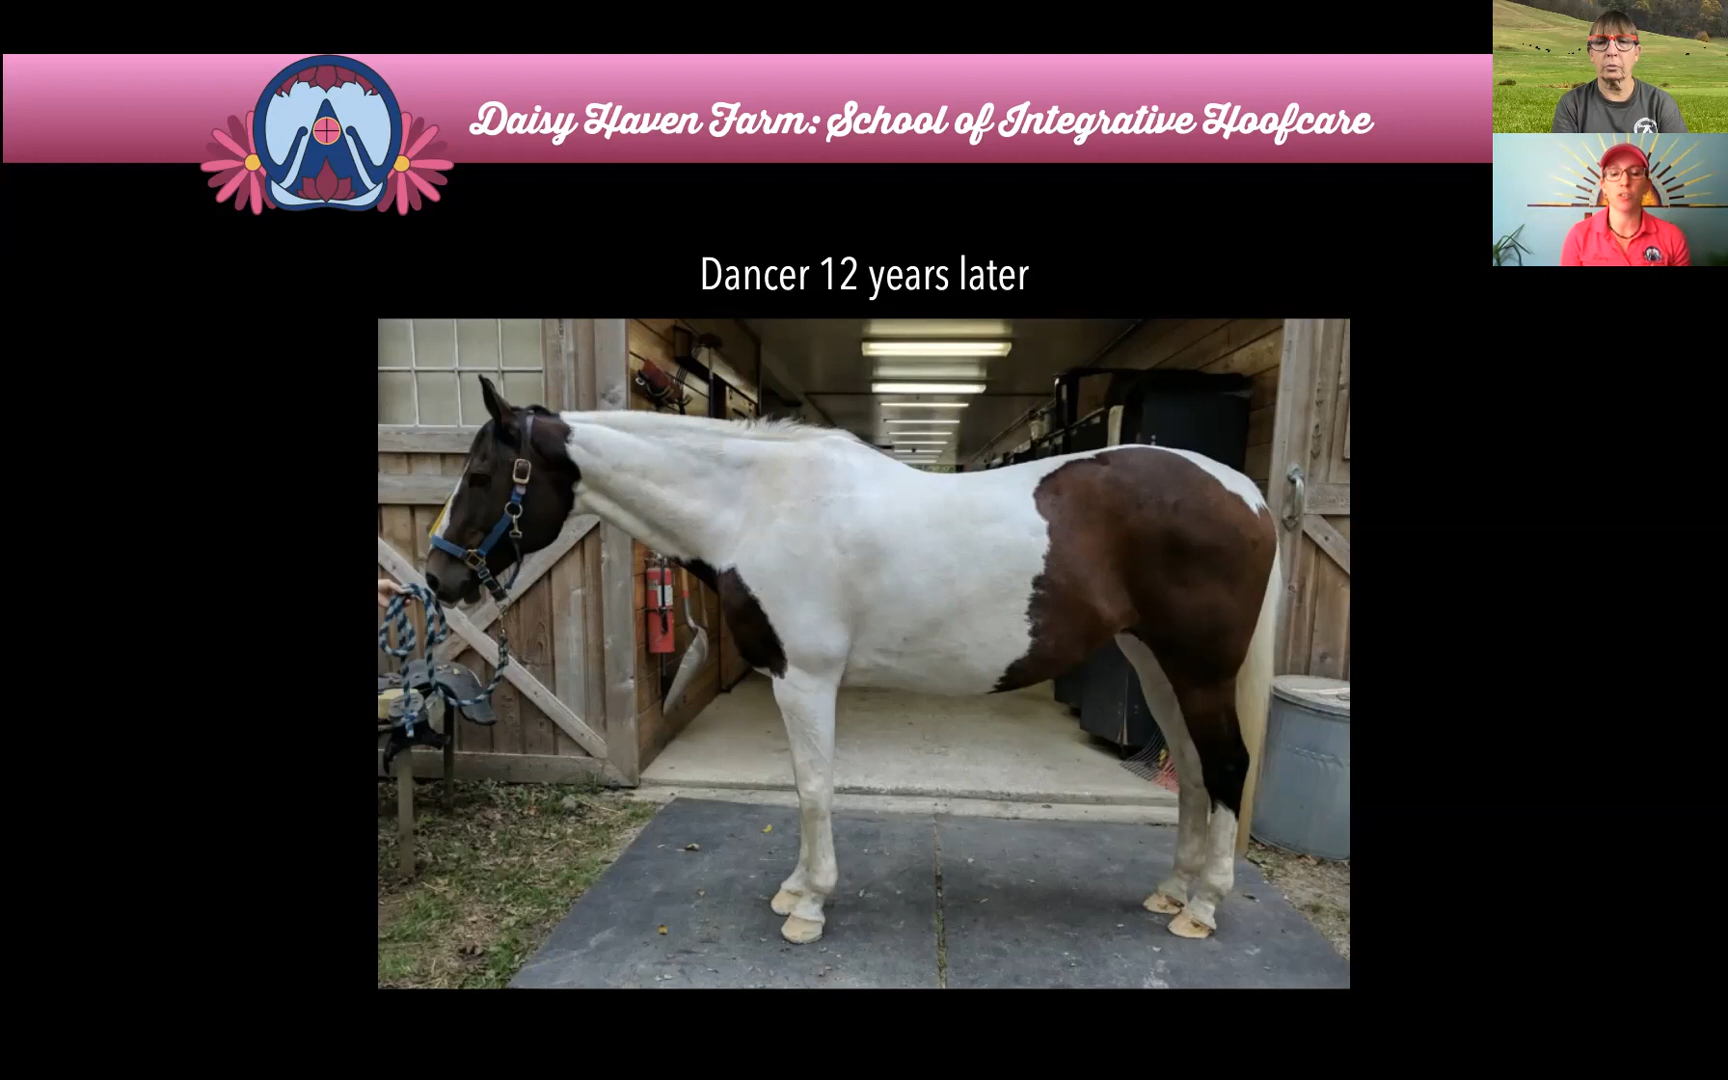 Daisy Haven Farm: School of Integrative Hoofcare
Dancer 12 years later